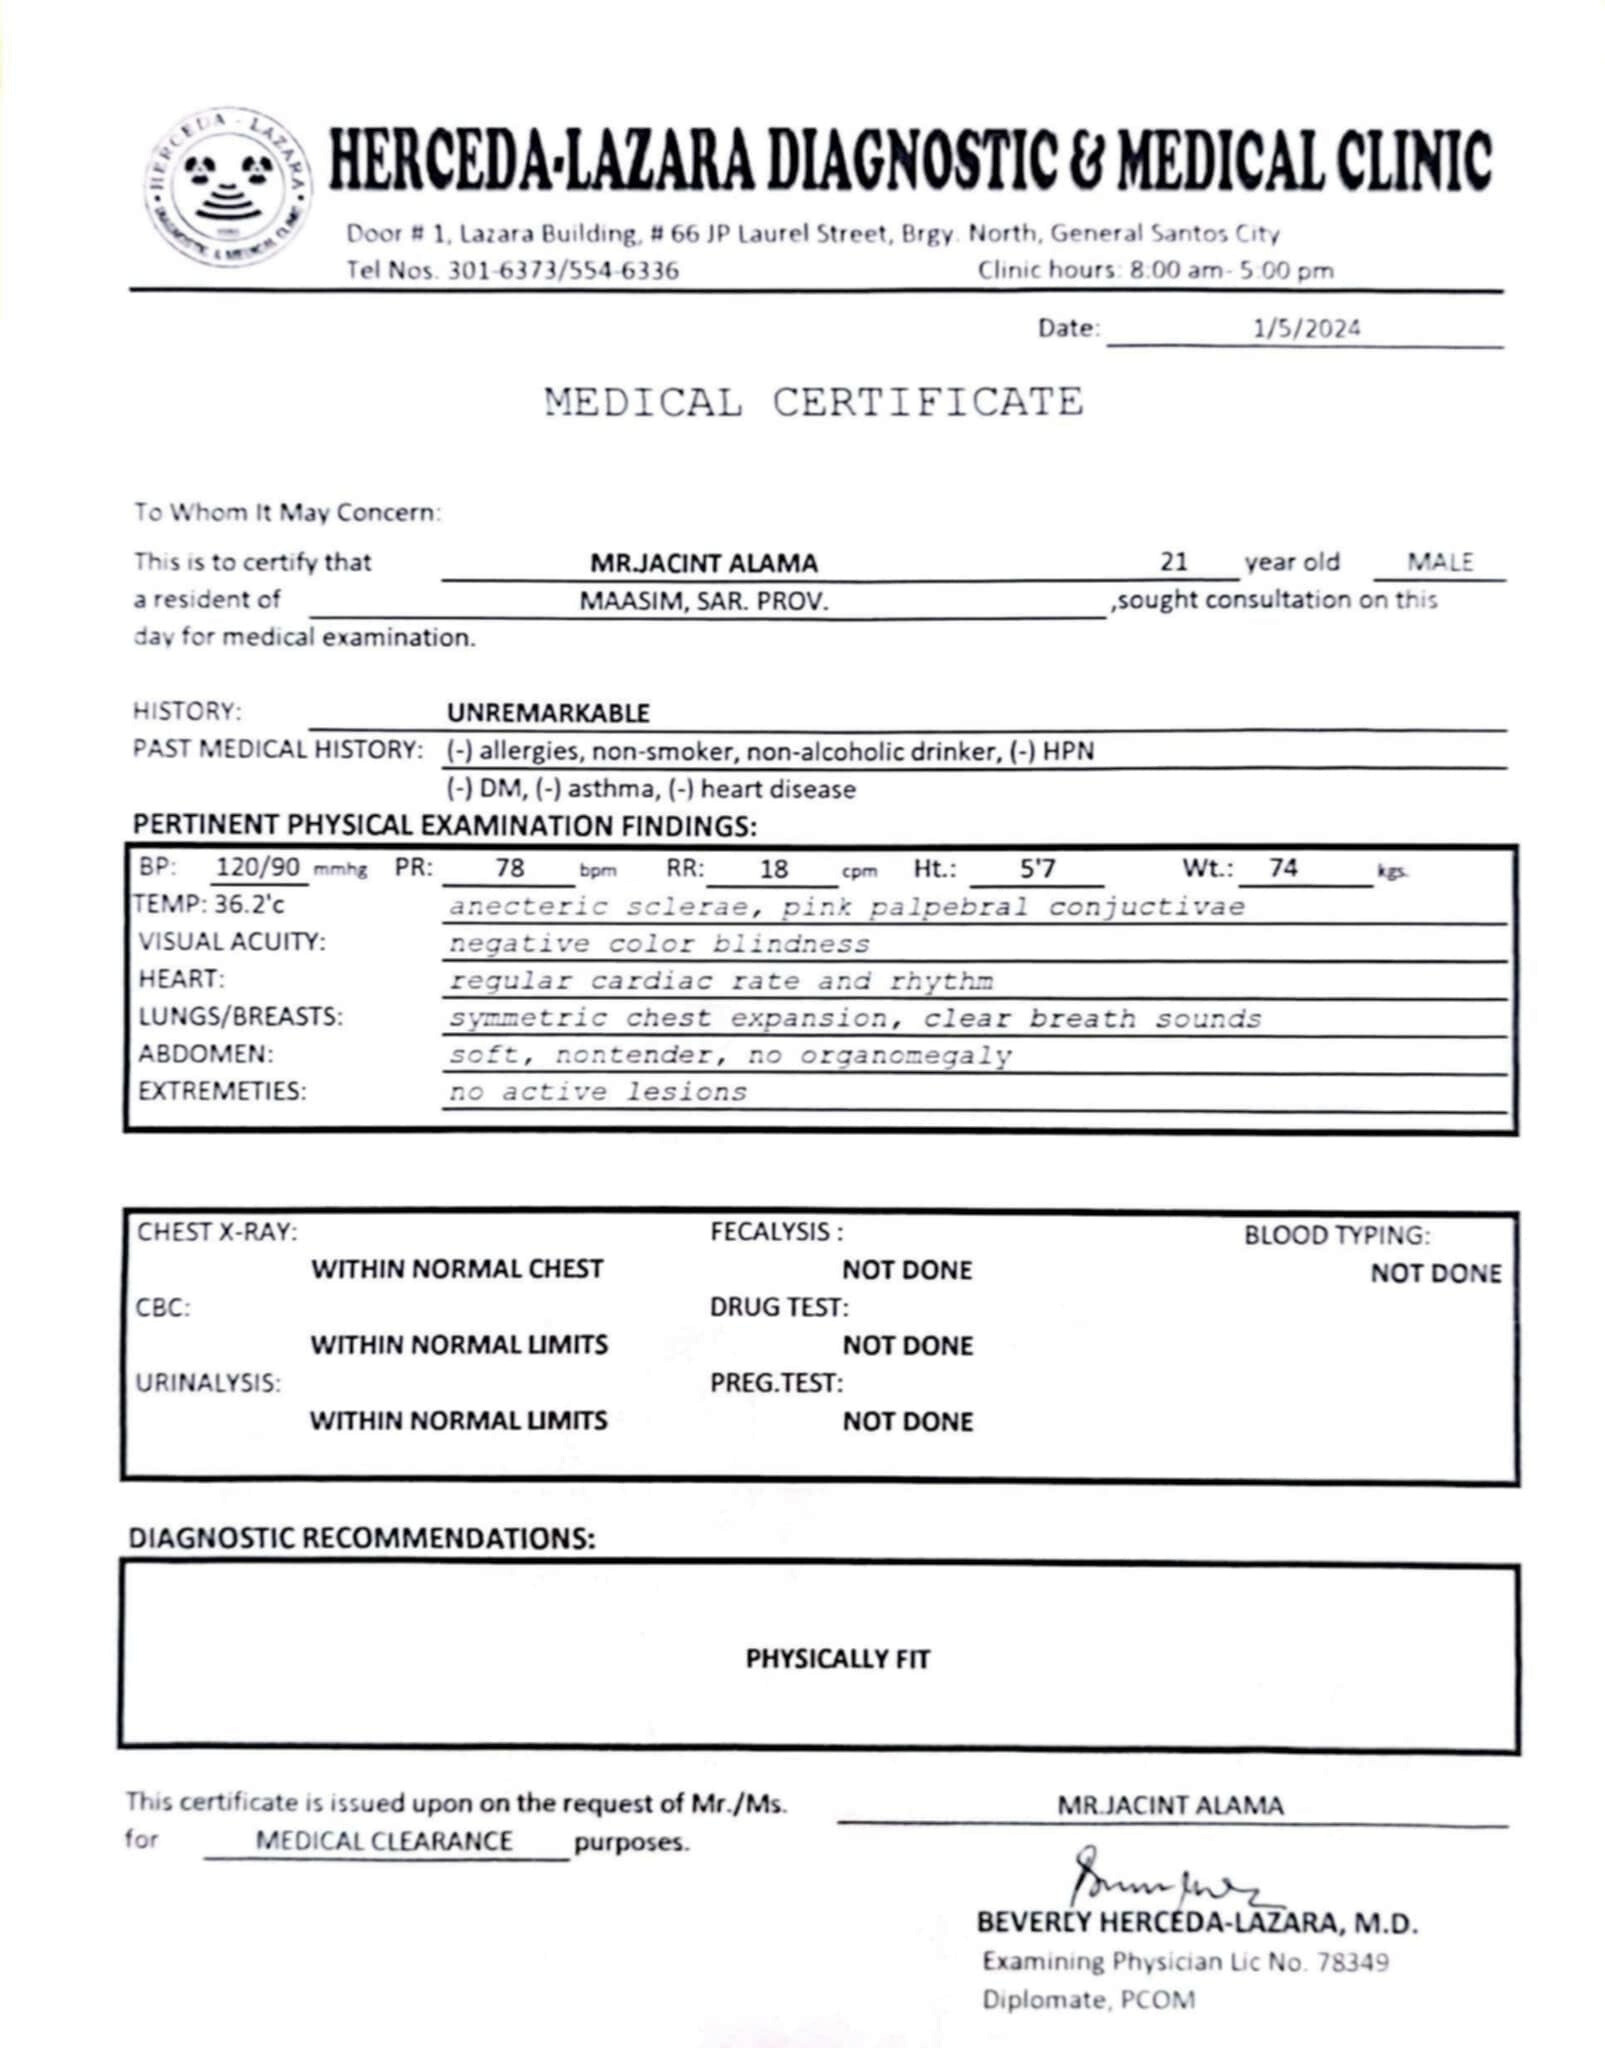 HERCEDA - LAZARA
DIAGNOSTIC & MEDICAL CLINIC
HERCEDA-LAZARA DIAGNOSTIC & MEDICAL CLINIC
Door # 1, Lazara Building, # 66 JP Laurel Street, Brgy. North, General Santos City
Tel Nos. 301-6373/554-6336 Clinic hours: 8:00 am- 5:00 pm
Date: 1/5/2024
MEDICAL CERTIFICATE
To Whom It May Concern:
This is to certify that MR.JACINT ALAMA 21 year old MALE
a resident of MAASIM, SAR. PROV. ,sought consultation on this
day for medical examination.
HISTORY: UNREMARKABLE
PAST MEDICAL HISTORY: (-) allergies, non-smoker, non-alcoholic drinker, (-) HPN
(-) DM, (-) asthma, (-) heart disease
PERTINENT PHYSICAL EXAMINATION FINDINGS:
BP: 120/90 mmhg PR: 78 bpm RR: 18 cpm Ht.: 5'7 Wt.: 74 kgs.
TEMP: 36.2'c anecteric sclerae, pink palpebral conjuctivae
VISUAL ACUITY: negative color blindness
HEART: regular cardiac rate and rhythm
LUNGS/BREASTS: symmetric chest expansion, clear breath sounds
ABDOMEN: soft, nontender, no organomegaly
EXTREMETIES: no active lesions
CHEST X-RAY: FECALYSIS : BLOOD TYPING:
WITHIN NORMAL CHEST NOT DONE NOT DONE
CBC: DRUG TEST:
WITHIN NORMAL LIMITS NOT DONE
URINALYSIS: PREG.TEST:
WITHIN NORMAL LIMITS NOT DONE
DIAGNOSTIC RECOMMENDATIONS:
PHYSICALLY FIT
This certificate is issued upon on the request of Mr./Ms. MR.JACINT ALAMA
for MEDICAL CLEARANCE purposes.
BEVERLY HERCEDA-LAZARA, M.D.
Examining Physician Lic No. 78349
Diplomate, PCOM